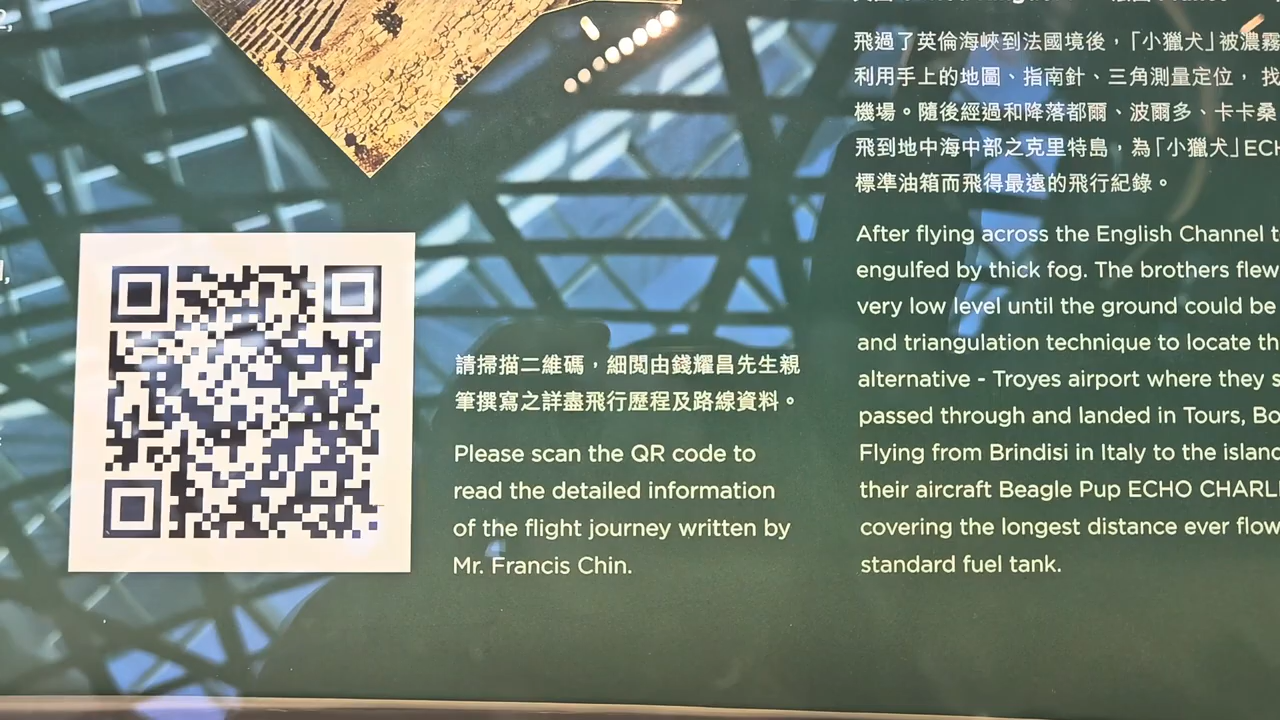 請掃描二維碼，細閱由錢耀昌先生親
筆撰寫之詳盡飛行歷程及路線資料。
Please scan the QR code to
read the detailed information
of the flight journey written by
Mr. Francis Chin.
飛過了英倫海峽到法國境後，「小獵犬」被濃霧
利用手上的地圖、指南針、三角測量定位， 找
機場。隨後經過和降落都爾、波爾多、卡卡桑
飛到地中海中部之克里特島，為「小獵犬」ECH
標準油箱而飛得最遠的飛行紀錄。
After flying across the English Channel t
engulfed by thick fog. The brothers flew
very low level until the ground could be
and triangulation technique to locate th
alternative - Troyes airport where they s
passed through and landed in Tours, Bo
Flying from Brindisi in Italy to the island
their aircraft Beagle Pup ECHO CHARLI
covering the longest distance ever flow
standard fuel tank.